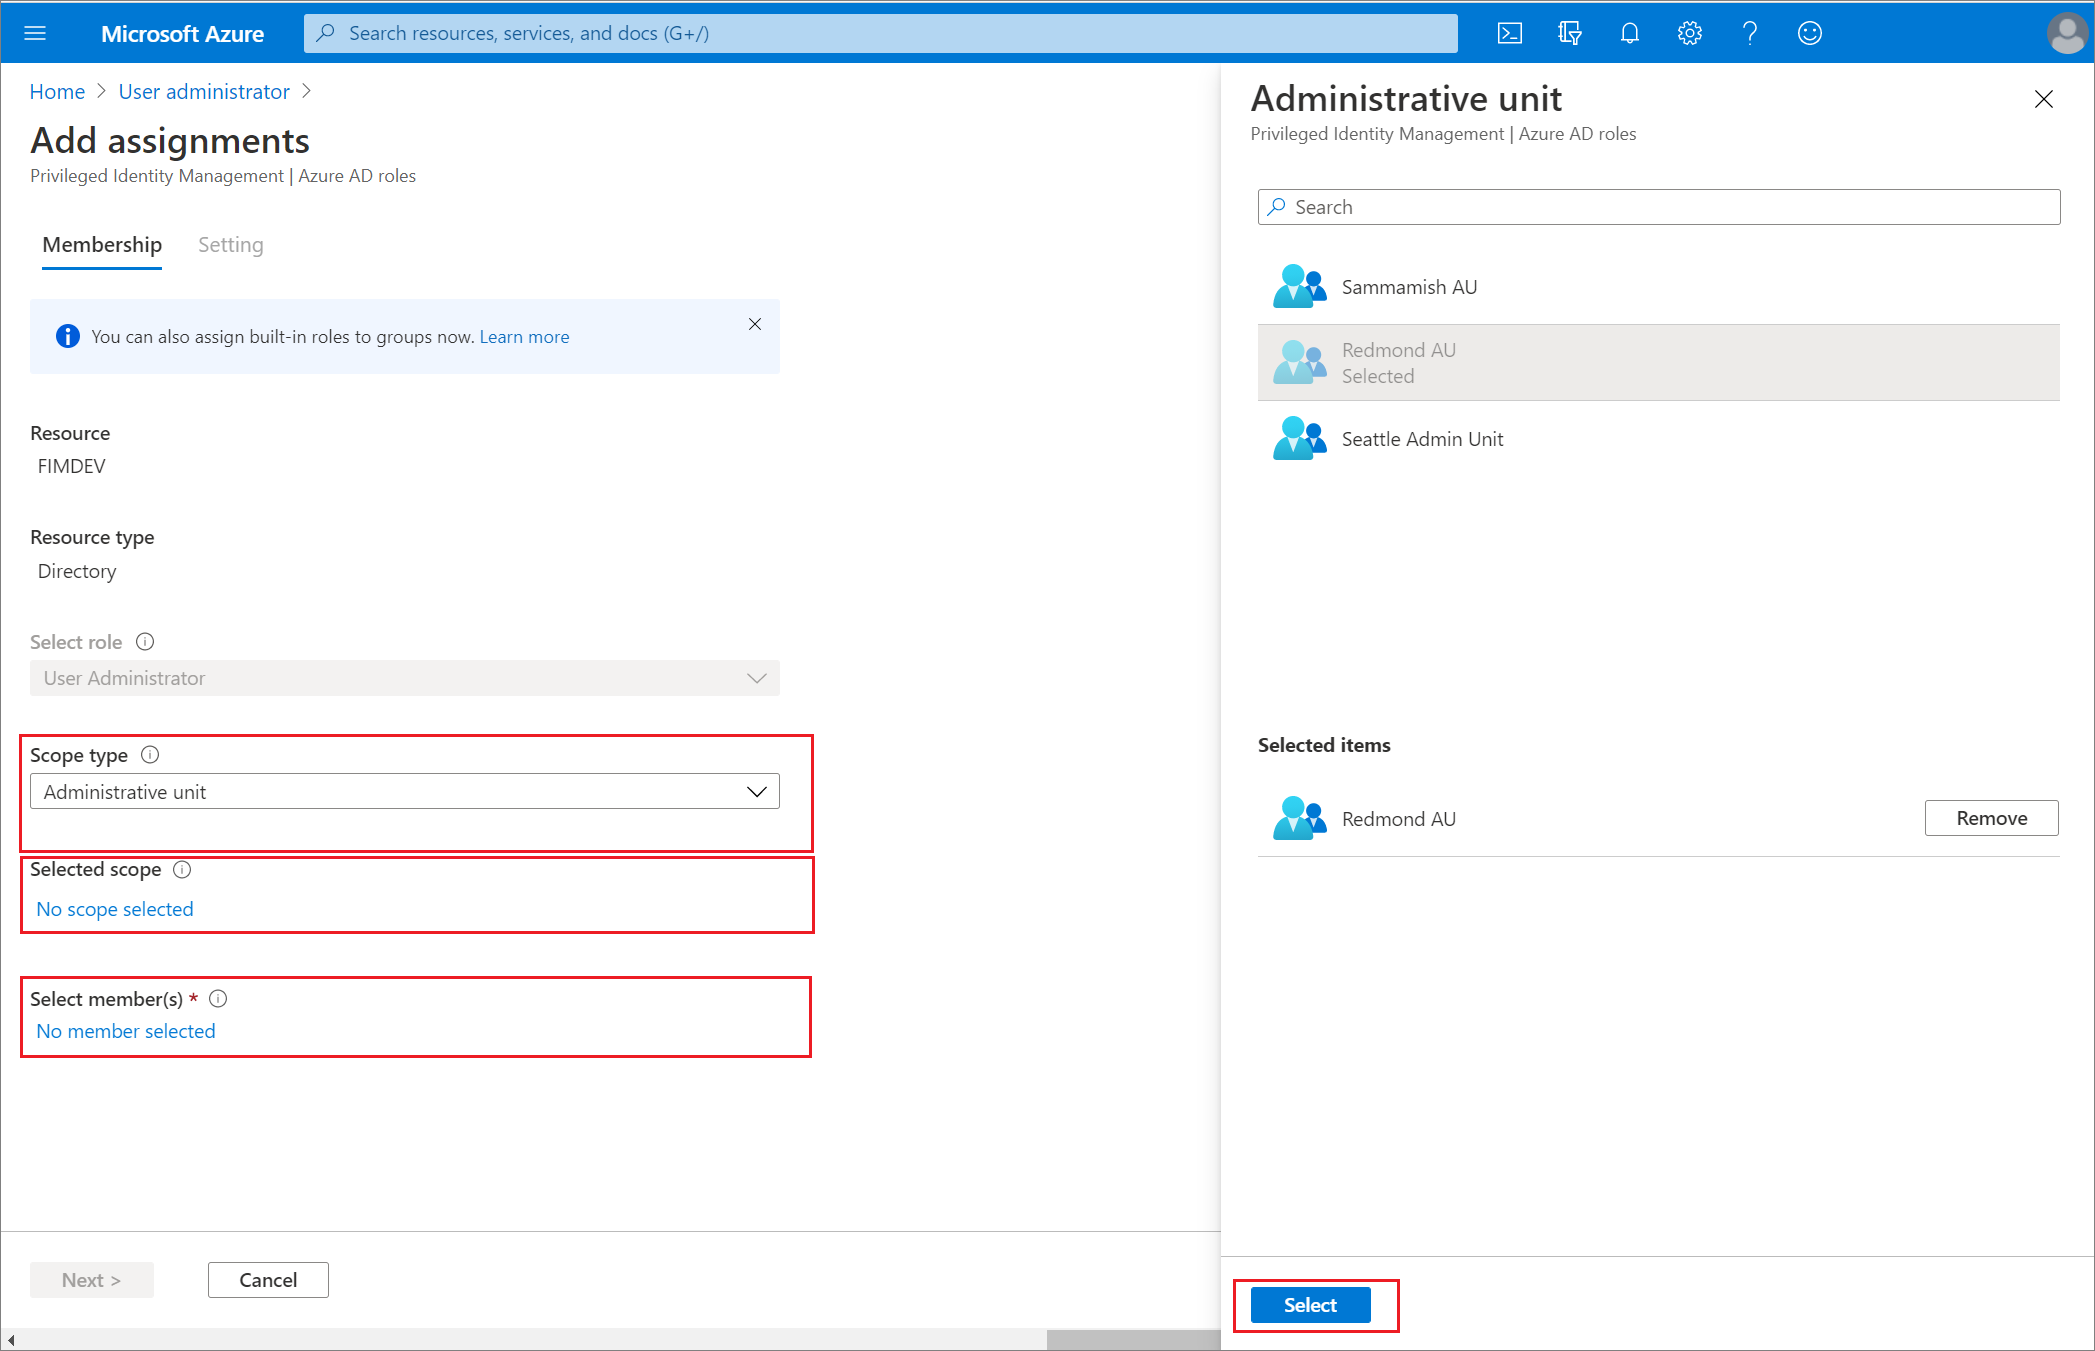 Microsoft Azure
Search resources, services, and docs (G+/)
Home > User administrator >
Add assignments
Privileged Identity Management | Azure AD roles
Membership
Setting
You can also assign built-in roles to groups now. Learn more
Resource
FIMDEV
Resource type
Directory
Select role
User Administrator
Scope type
Administrative unit
Selected scope
No scope selected
Select member(s) *
No member selected
Next >
Cancel
Administrative unit
Privileged Identity Management | Azure AD roles
Search
Sammamish AU
Redmond AU
Selected
Seattle Admin Unit
Selected items
Redmond AU
Remove
Select